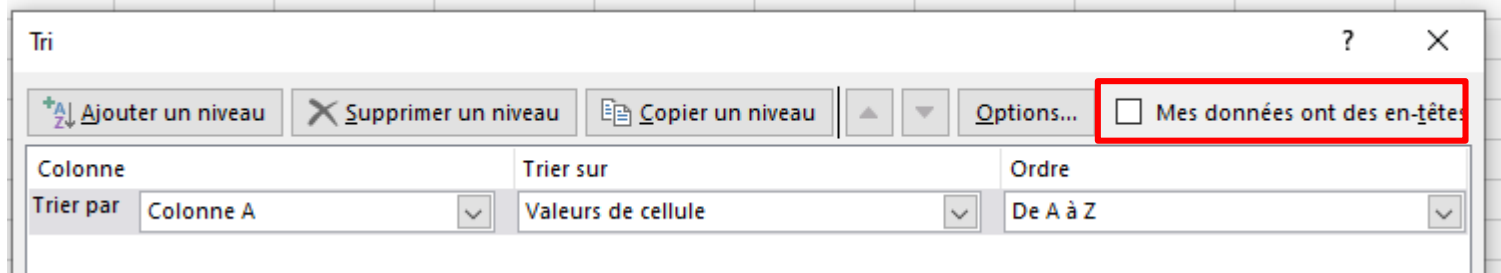 Tri ?
Ajouter un niveau Supprimer un niveau Copier un niveau Options... Mes données ont des en-têtes
Colonne Trier sur Ordre
Trier par Colonne A Valeurs de cellule De A à Z